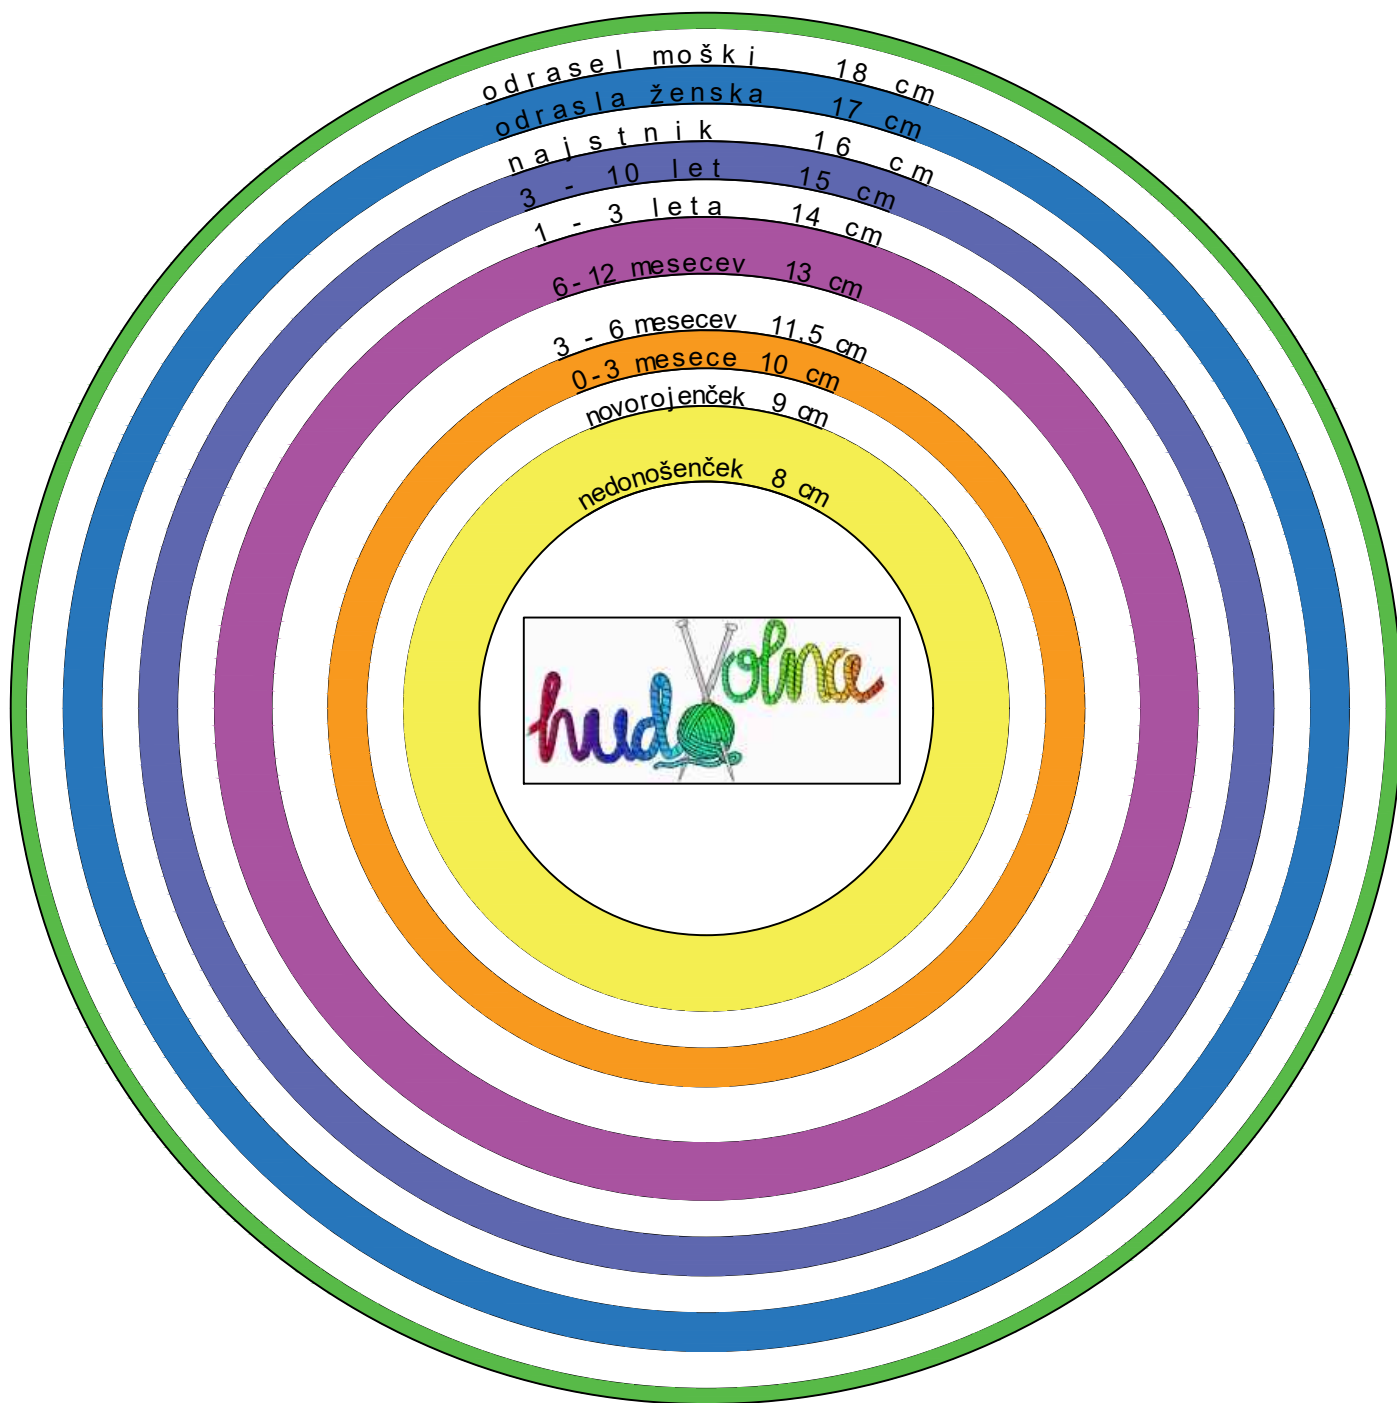 odrasel moški 18 cm
odrasla ženska 17 cm
najstnik 16 cm
3 - 10 let 15 cm
1 - 3 leta 14 cm
6-12 mesecev 13 cm
3 - 6 mesecev 11,5 cm
0-3 mesece 10 cm
novorojenček 9 cm
nedonošenček 8 cm
hudoVolna